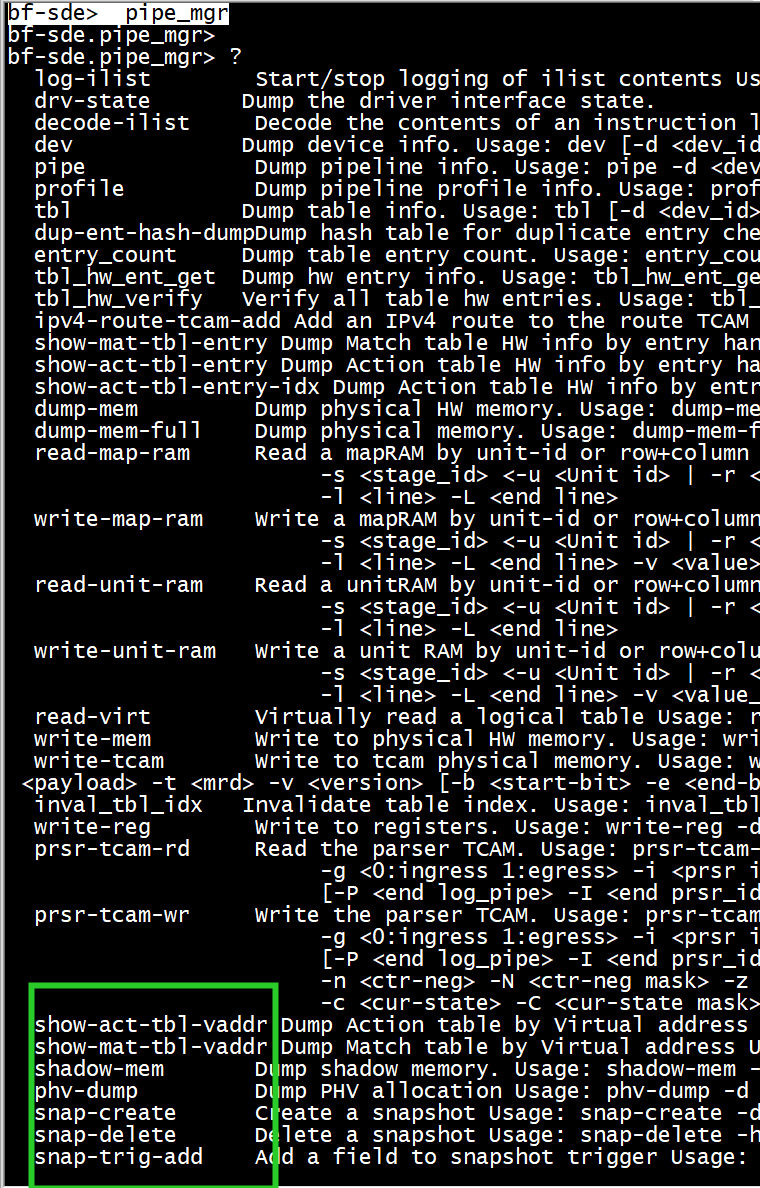 bf-sde>  pipe_mgr
bf-sde.pipe_mgr>
bf-sde.pipe_mgr> ?
log-ilist Start/stop logging of ilist contents Us
drv-state Dump the driver interface state.
decode-ilist Decode the contents of an instruction l
dev Dump device info. Usage: dev [-d <dev_id
pipe Dump pipeline info. Usage: pipe -d <dev
profile Dump pipeline profile info. Usage: prof
tbl Dump table info. Usage: tbl [-d <dev_id>
dup-ent-hash-dumpDump hash table for duplicate entry che
entry_count Dump table entry count. Usage: entry_cou
tbl_hw_ent_get Dump hw entry info. Usage: tbl_hw_ent_ge
tbl_hw_verify Verify all table hw entries. Usage: tbl_
ipv4-route-tcam-add Add an IPv4 route to the route TCAM
show-mat-tbl-entry Dump Match table HW info by entry han
show-act-tbl-entry Dump Action table HW info by entry ha
show-act-tbl-entry-idx Dump Action table HW info by entr
dump-mem Dump physical HW memory. Usage: dump-me
dump-mem-full Dump physical memory. Usage: dump-mem-f
read-map-ram Read a mapRAM by unit-id or row+column
-s <stage_id> <-u <Unit id> | -r <
-l <line> -L <end line>
write-map-ram Write a mapRAM by unit-id or row+column
-s <stage_id> <-u <Unit id> | -r <
-l <line> -L <end line> -v <value>
read-unit-ram Read a unitRAM by unit-id or row+column
-s <stage_id> <-u <Unit id> | -r <
-l <line> -L <end line>
write-unit-ram Write a unit RAM by unit-id or row+colu
-s <stage_id> <-u <Unit id> | -r <
-l <line> -L <end line> -v <value_
read-virt Virtually read a logical table Usage: r
write-mem Write to physical HW memory. Usage: wri
write-tcam Write to tcam physical memory. Usage: w
<payload> -t <mrd> -v <version> [-b <start-bit> -e <end-b
inval_tbl_idx Invalidate table index. Usage: inval_tbl
write-reg Write to registers. Usage: write-reg -d
prsr-tcam-rd Read the parser TCAM. Usage: prsr-tcam-
-g <0:ingress 1:egress> -i <prsr i
[-P <end log_pipe> -I <end prsr_id
prsr-tcam-wr Write the parser TCAM. Usage: prsr-tcam
-g <0:ingress 1:egress> -i <prsr i
[-P <end log_pipe> -I <end prsr_id
-n <ctr-neg> -N <ctr-neg mask> -z
-c <cur-state> -C <cur-state mask>
show-act-tbl-vaddr Dump Action table by Virtual address
show-mat-tbl-vaddr Dump Match table by Virtual address U
shadow-mem Dump shadow memory. Usage: shadow-mem -
phv-dump Dump PHV allocation Usage: phv-dump -d
snap-create Create a snapshot Usage: snap-create -d
snap-delete Delete a snapshot Usage: snap-delete -h
snap-trig-add Add a field to snapshot trigger Usage: